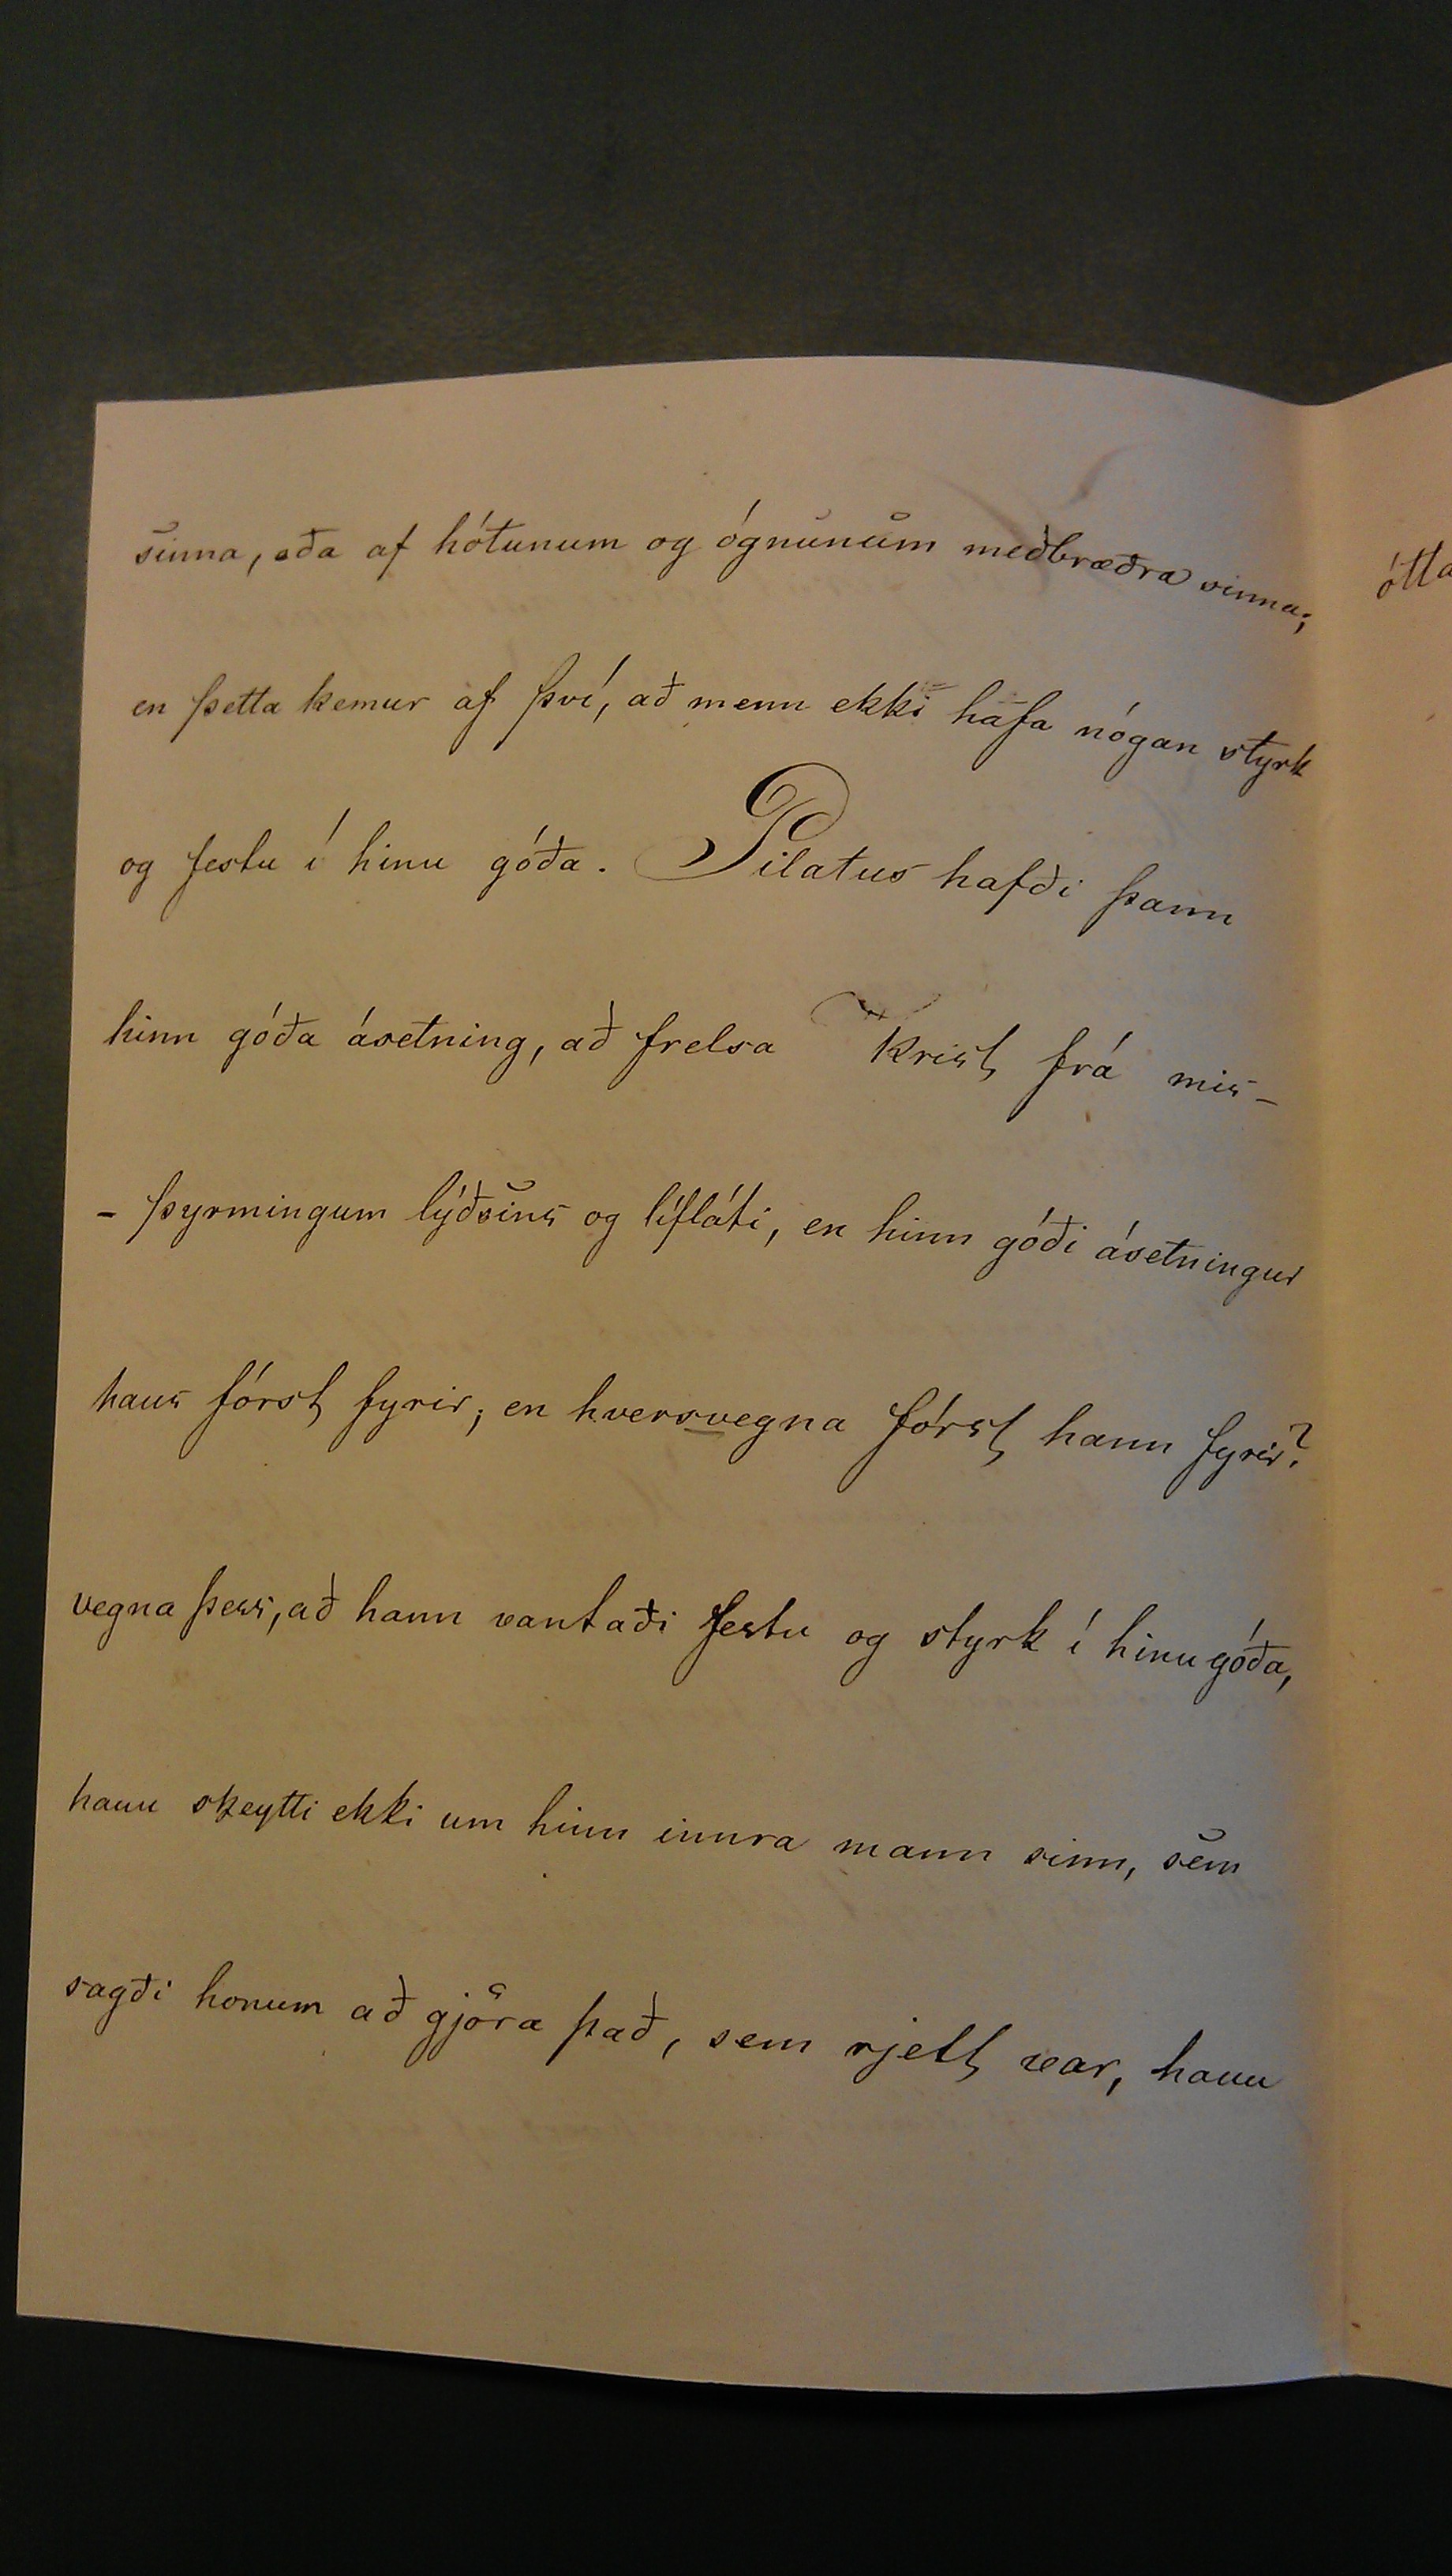 sinna, eða af hótunum og ógnunum meðbræðra sinna;
en þetta kemur af því, að menn ekki hafa nógan styrk
og festu í hinu góða. Pilatus hafði þann
hinn góða ásetning, að frelsa Krist frá mis-
- þyrmingum lýðsins og lífláti, en hinn góði ásetningur
hans fórst fyrir; en hversvegna fórst hann fyrir?
vegna þess, að hann vantaði festu og styrk í hinu góða,
hann skeytti ekki um hinn innra mann sinn, sem
sagði honum að gjöra það, sem rjett var, hann
ótta